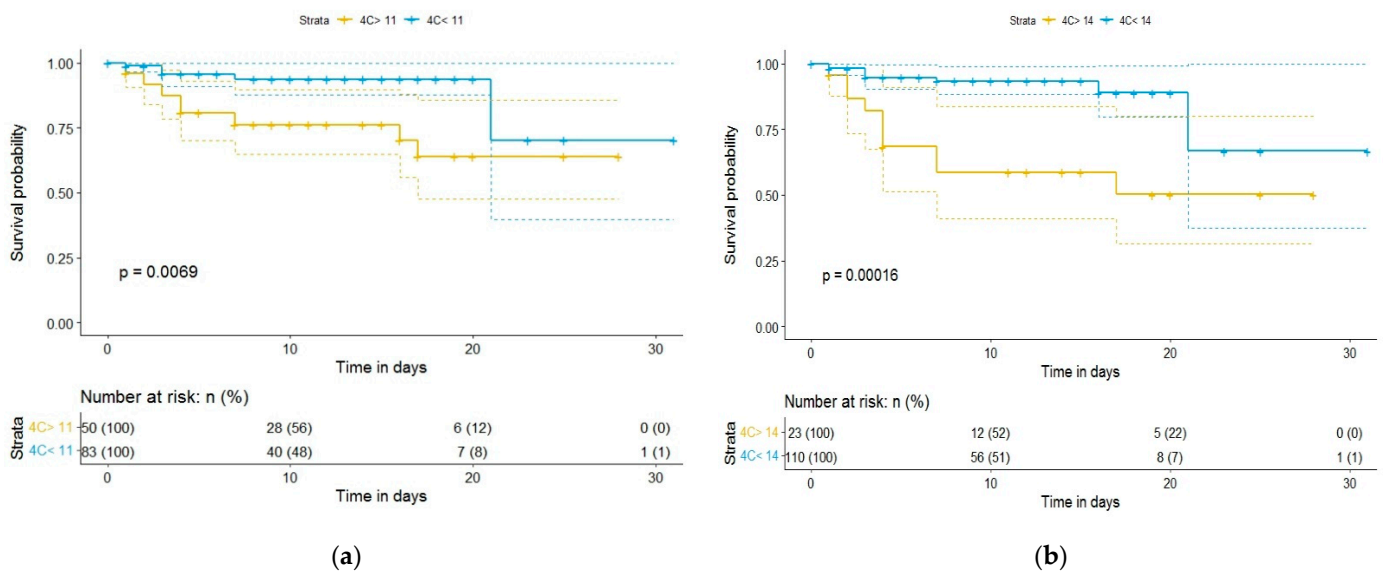 Strata 4C> 11 4C< 11
1.00
0.75
0.50
0.25
0.00
Survival probability
p = 0.0069
0 10 20 30
Time in days
Number at risk: n (%)
Strata
4C> 11 50 (100) 28 (56) 6 (12) 0 (0)
4C< 11 83 (100) 40 (48) 7 (8) 1 (1)
0 10 20 30
Time in days
(a)
Strata 4C> 14 4C< 14
1.00
0.75
0.50
0.25
0.00
Survival probability
p = 0.00016
0 10 20 30
Time in days
Number at risk: n (%)
Strata
4C> 14 23 (100) 12 (52) 5 (22) 0 (0)
4C< 14 110 (100) 56 (51) 8 (7) 1 (1)
0 10 20 30
Time in days
(b)